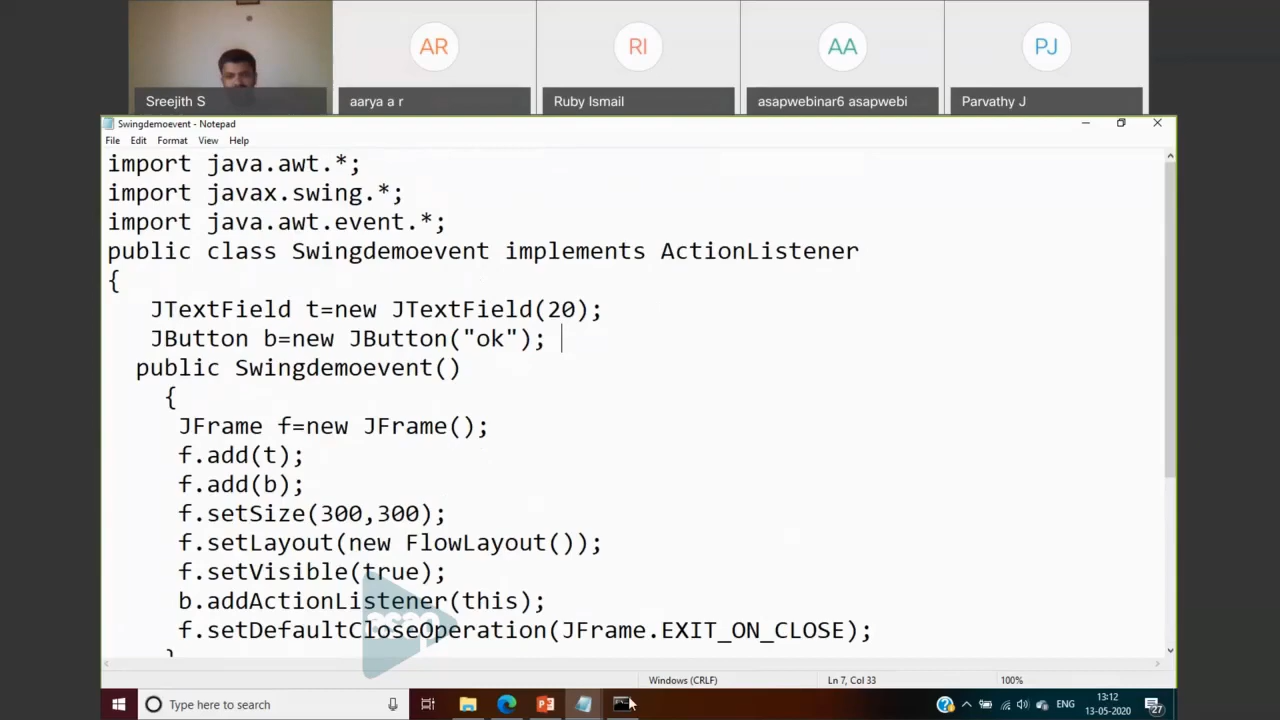 AR
RI
AA
PJ
Sreejith S
aarya a r
Ruby Ismail
asapwebinar6 asapwebi
Parvathy J
Swingdemoevent - Notepad
File Edit Format View Help
import java.awt.*;
import javax.swing.*;
import java.awt.event.*;
public class Swingdemoevent implements ActionListener
{
JTextField t=new JTextField(20);
JButton b=new JButton("ok");
public Swingdemoevent()
{
JFrame f=new JFrame();
f.add(t);
f.add(b);
f.setSize(300,300);
f.setLayout(new FlowLayout());
f.setVisible(true);
b.addActionListener(this);
f.setDefaultCloseOperation(JFrame.EXIT_ON_CLOSE);
}
asap
Windows (CRLF) Ln 7, Col 33 100%
Type here to search
ENG
13:12
13-05-2020
27